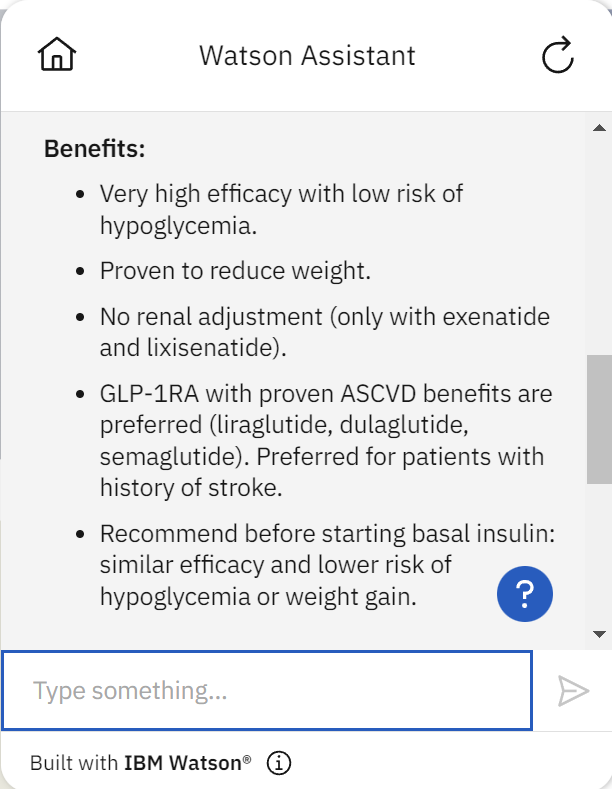 Watson Assistant
Benefits:
• Very high efficacy with low risk of
hypoglycemia.
• Proven to reduce weight.
• No renal adjustment (only with exenatide
and lixisenatide).
• GLP-1RA with proven ASCVD benefits are
preferred (liraglutide, dulaglutide,
semaglutide). Preferred for patients with
history of stroke.
• Recommend before starting basal insulin:
similar efficacy and lower risk of
hypoglycemia or weight gain.
?
Type something...
Built with IBM Watson®